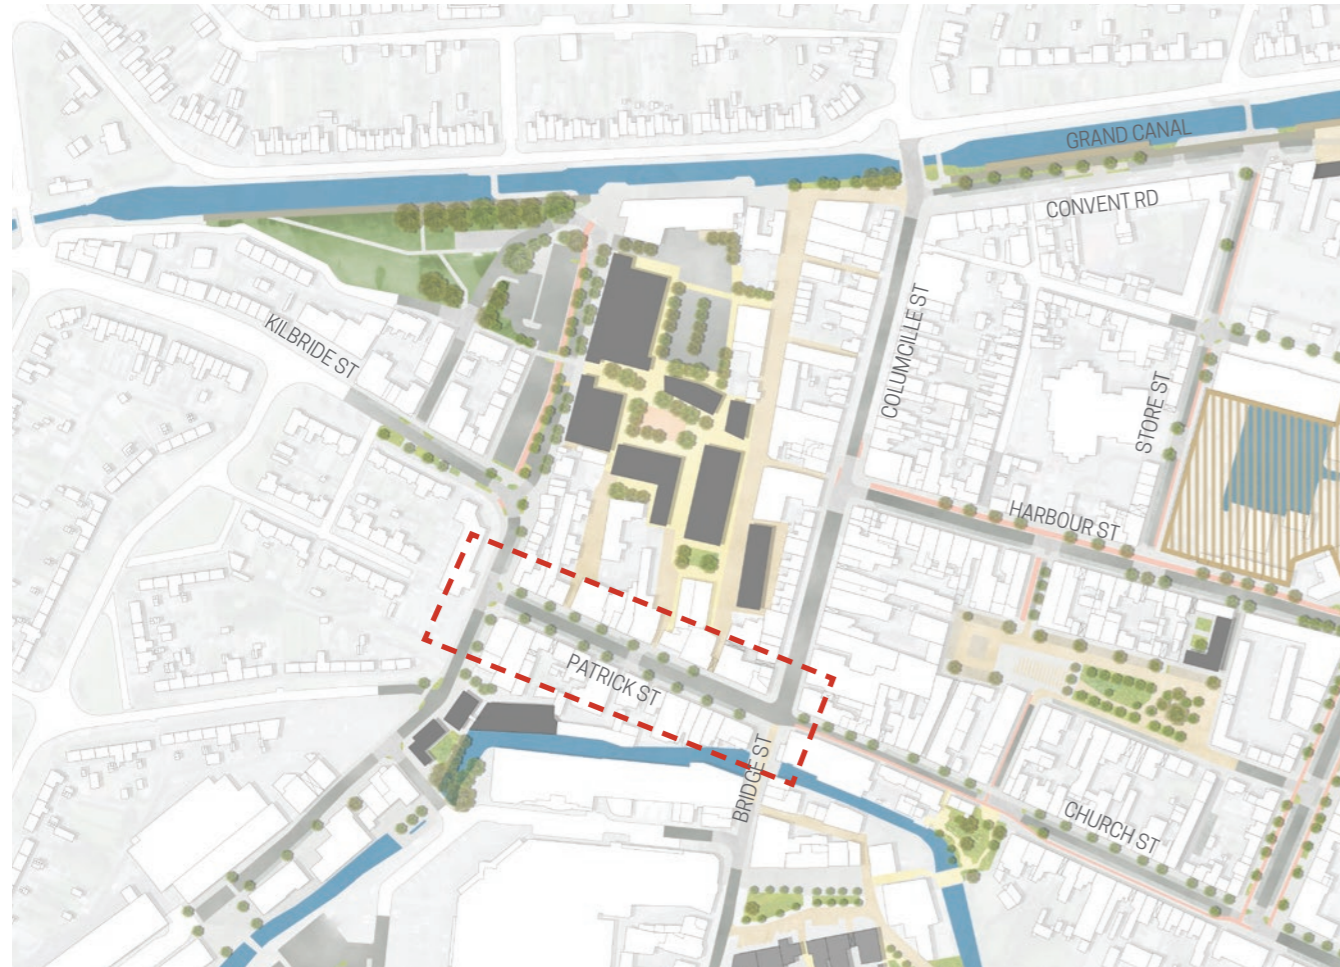 GRAND CANAL
CONVENT RD
KILBRIDE ST
COLUMCILLE ST
STORE ST
HARBOUR ST
PATRICK ST
BRIDGE ST
CHURCH ST